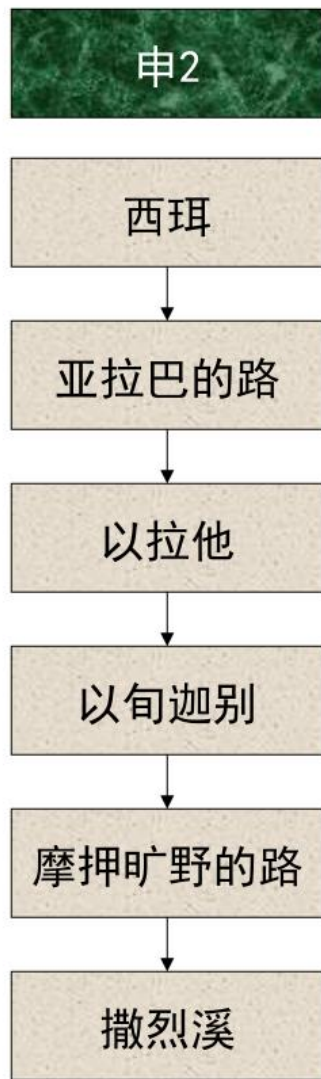 申2
西珥
亚拉巴的路
以拉他
以旬迦别
摩押旷野的路
撒烈溪